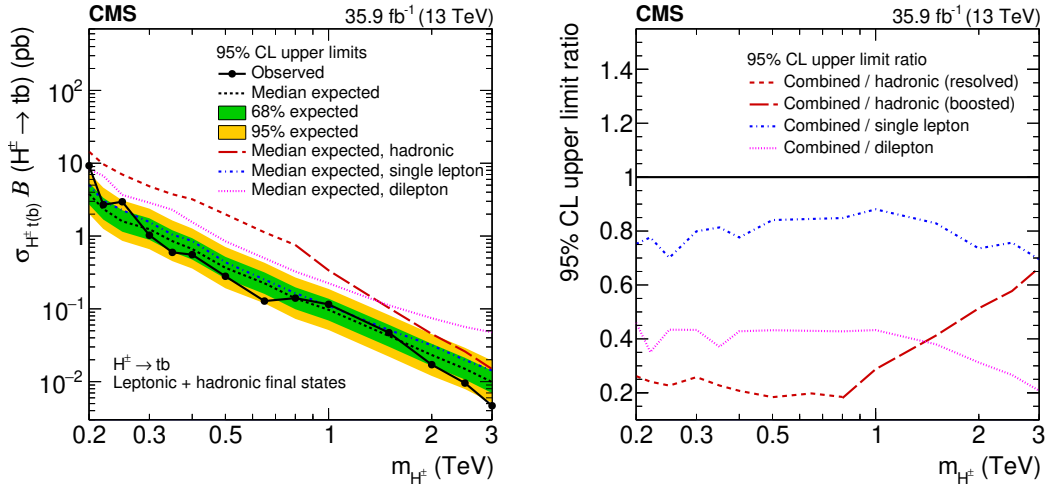 CMS
35.9 fb⁻¹ (13 TeV)
σ_{H± t(b)} 𝓑 (H± → tb) (pb)
10²
10
1
10⁻¹
10⁻²
95% CL upper limits
Observed
Median expected
68% expected
95% expected
Median expected, hadronic
Median expected, single lepton
Median expected, dilepton
H± → tb
Leptonic + hadronic final states
0.2 0.3 0.5 1 2 3
m_{H±} (TeV)
CMS
35.9 fb⁻¹ (13 TeV)
95% CL upper limit ratio
1.4
1.2
1
0.8
0.6
0.4
0.2
95% CL upper limit ratio
Combined / hadronic (resolved)
Combined / hadronic (boosted)
Combined / single lepton
Combined / dilepton
0.2 0.3 0.5 1 2 3
m_{H±} (TeV)